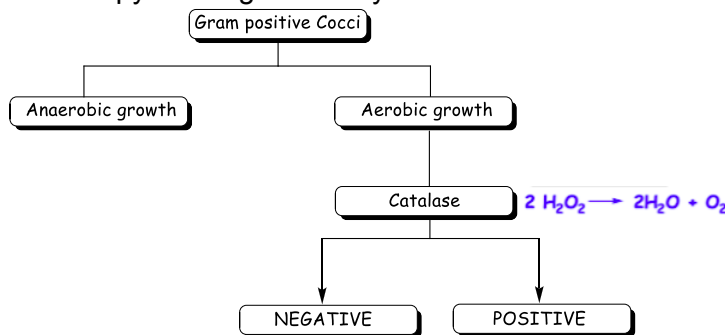 Gram positive Cocci
Anaerobic growth
Aerobic growth
Catalase
2 H₂O₂ → 2H₂O + O₂
NEGATIVE
POSITIVE